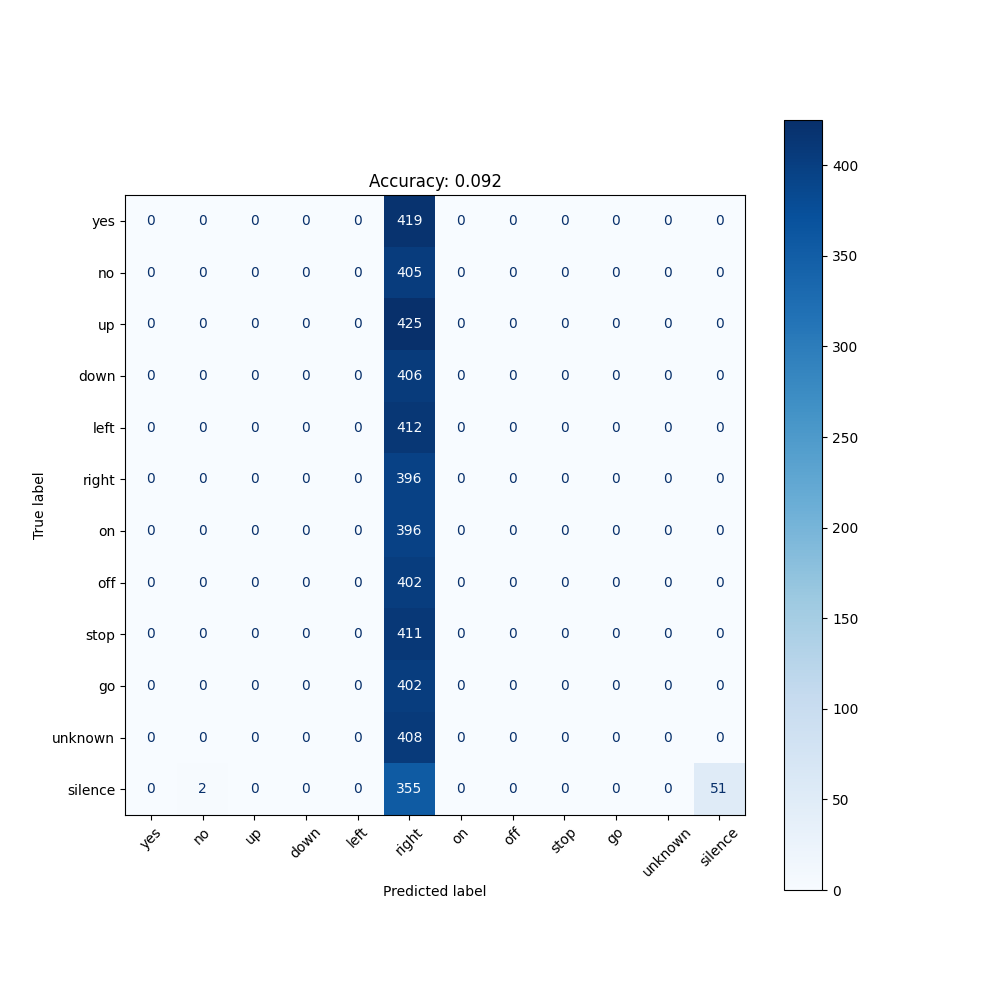 Accuracy: 0.092
True label
yes 0 0 0 0 0 419 0 0 0 0 0 0
no 0 0 0 0 0 405 0 0 0 0 0 0
up 0 0 0 0 0 425 0 0 0 0 0 0
down 0 0 0 0 0 406 0 0 0 0 0 0
left 0 0 0 0 0 412 0 0 0 0 0 0
right 0 0 0 0 0 396 0 0 0 0 0 0
on 0 0 0 0 0 396 0 0 0 0 0 0
off 0 0 0 0 0 402 0 0 0 0 0 0
stop 0 0 0 0 0 411 0 0 0 0 0 0
go 0 0 0 0 0 402 0 0 0 0 0 0
unknown 0 0 0 0 0 408 0 0 0 0 0 0
silence 0 2 0 0 0 355 0 0 0 0 0 51
yes no up down left right on off stop go unknown silence
Predicted label
400
350
300
250
200
150
100
50
0